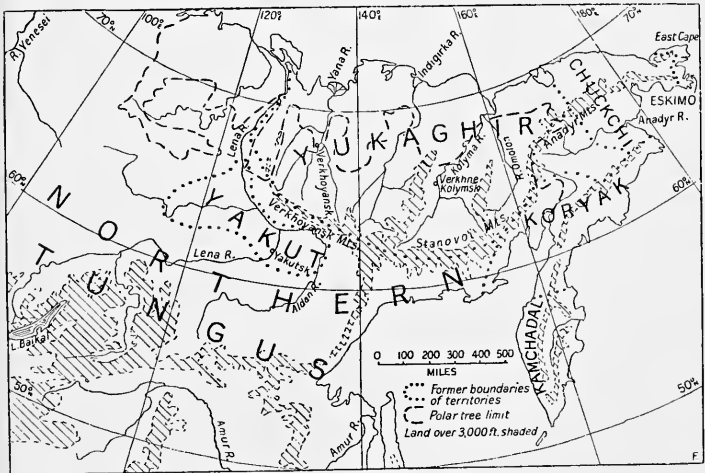 100°E
120°E
140°E
160°E
180°E
70°N
70°N
R. Yenesei
Yana R.
Indigirka R.
East Cape
ESKIMO
CHUCKCHI
Anadyr R.
Anadyr Mts.
Lena R.
YUKAGHIR
Verkhoyansk
Kolyma R.
Omolon
Verkhne
Kolymsk
60°N
60°N
YAKUT
Verkhoyansk Mts.
KORYAK
Stanovoi Mts.
Lena R.
Yakutsk
NORTHERN
TUNGUS
Aldan R.
L. Baikal
KAMCHADAL
0 100 200 300 400 500
MILES
Former boundaries
of territories
Polar tree limit
Land over 3,000 ft. shaded
50°N
50°N
Amur R.
Amur R.
F.